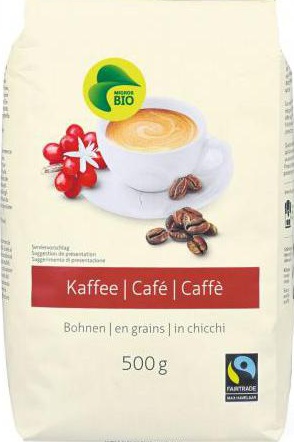 MIGROS
BIO
Serviervorschlag
Suggestion de présentation
Suggerimento di presentazione
Kaffee | Café | Caffè
Bohnen | en grains | in chicchi
500 g
FAIRTRADE
MAX HAVELAAR